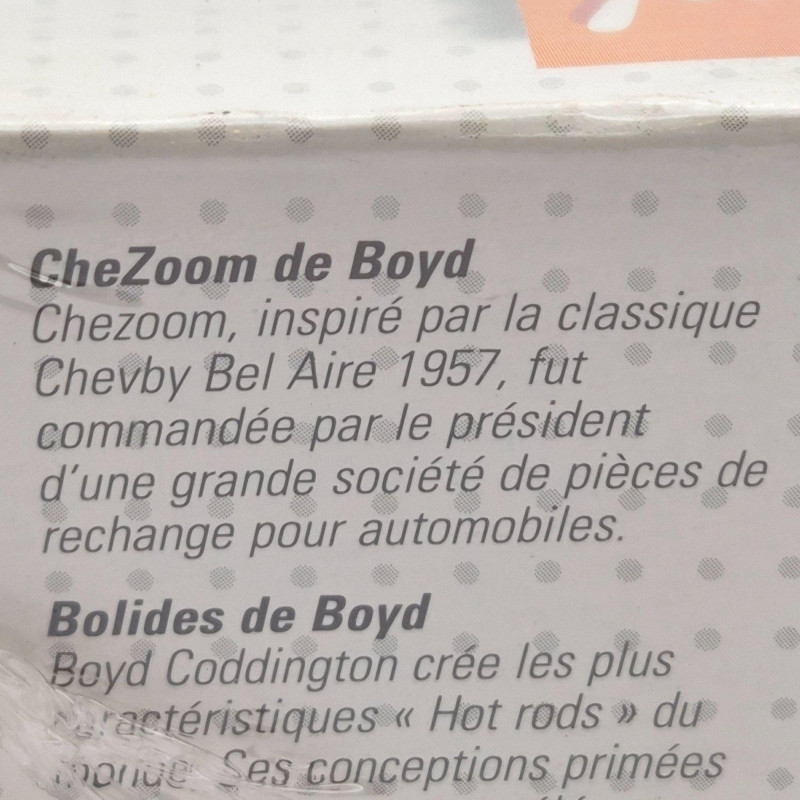 CheZoom de Boyd
Chezoom, inspiré par la classique
Chevby Bel Aire 1957, fut
commandée par le président
d'une grande société de pièces de
rechange pour automobiles.
Bolides de Boyd
Boyd Coddington crée les plus
caractéristiques « Hot rods » du
monde. Ses conceptions primées